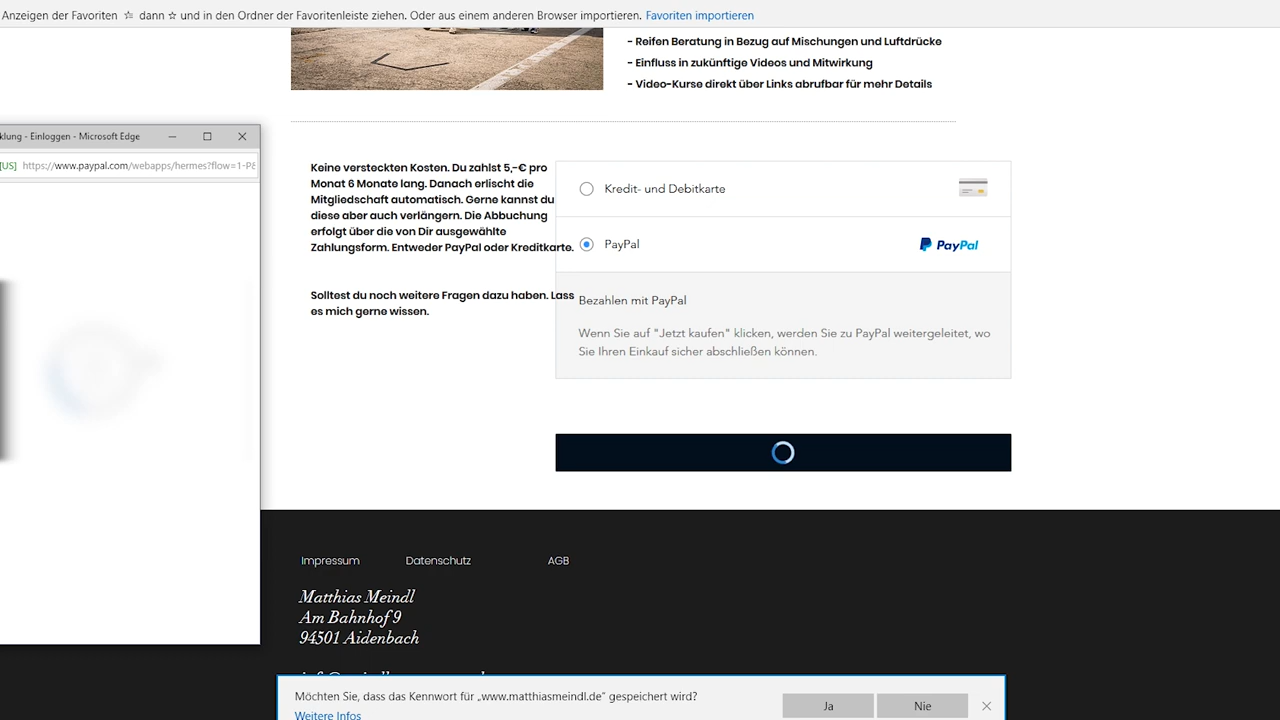 Anzeigen der Favoriten ☆ dann ☆ und in den Ordner der Favoritenleiste ziehen. Oder aus einem anderen Browser importieren. Favoriten importieren
- Reifen Beratung in Bezug auf Mischungen und Luftdrücke
- Einfluss in zukünftige Videos und Mitwirkung
- Video-Kurse direkt über Links abrufbar für mehr Details
klung - Einloggen - Microsoft Edge
[US] https://www.paypal.com/webapps/hermes?flow=1-P
Keine versteckten Kosten. Du zahlst 5,-€ pro
Monat 6 Monate lang. Danach erlischt die
Mitgliedschaft automatisch. Gerne kannst du
diese aber auch verlängern. Die Abbuchung
erfolgt über die von Dir ausgewählte
Zahlungsform. Entweder PayPal oder Kreditkarte.
Solltest du noch weitere Fragen dazu haben. Lass
es mich gerne wissen.
Kredit- und Debitkarte
PayPal
PayPal
Bezahlen mit PayPal
Wenn Sie auf "Jetzt kaufen" klicken, werden Sie zu PayPal weitergeleitet, wo
Sie Ihren Einkauf sicher abschließen können.
Impressum Datenschutz AGB
Matthias Meindl
Am Bahnhof 9
94501 Aidenbach
Möchten Sie, dass das Kennwort für „www.matthiasmeindl.de" gespeichert wird?
Ja Nie
Weitere Infos